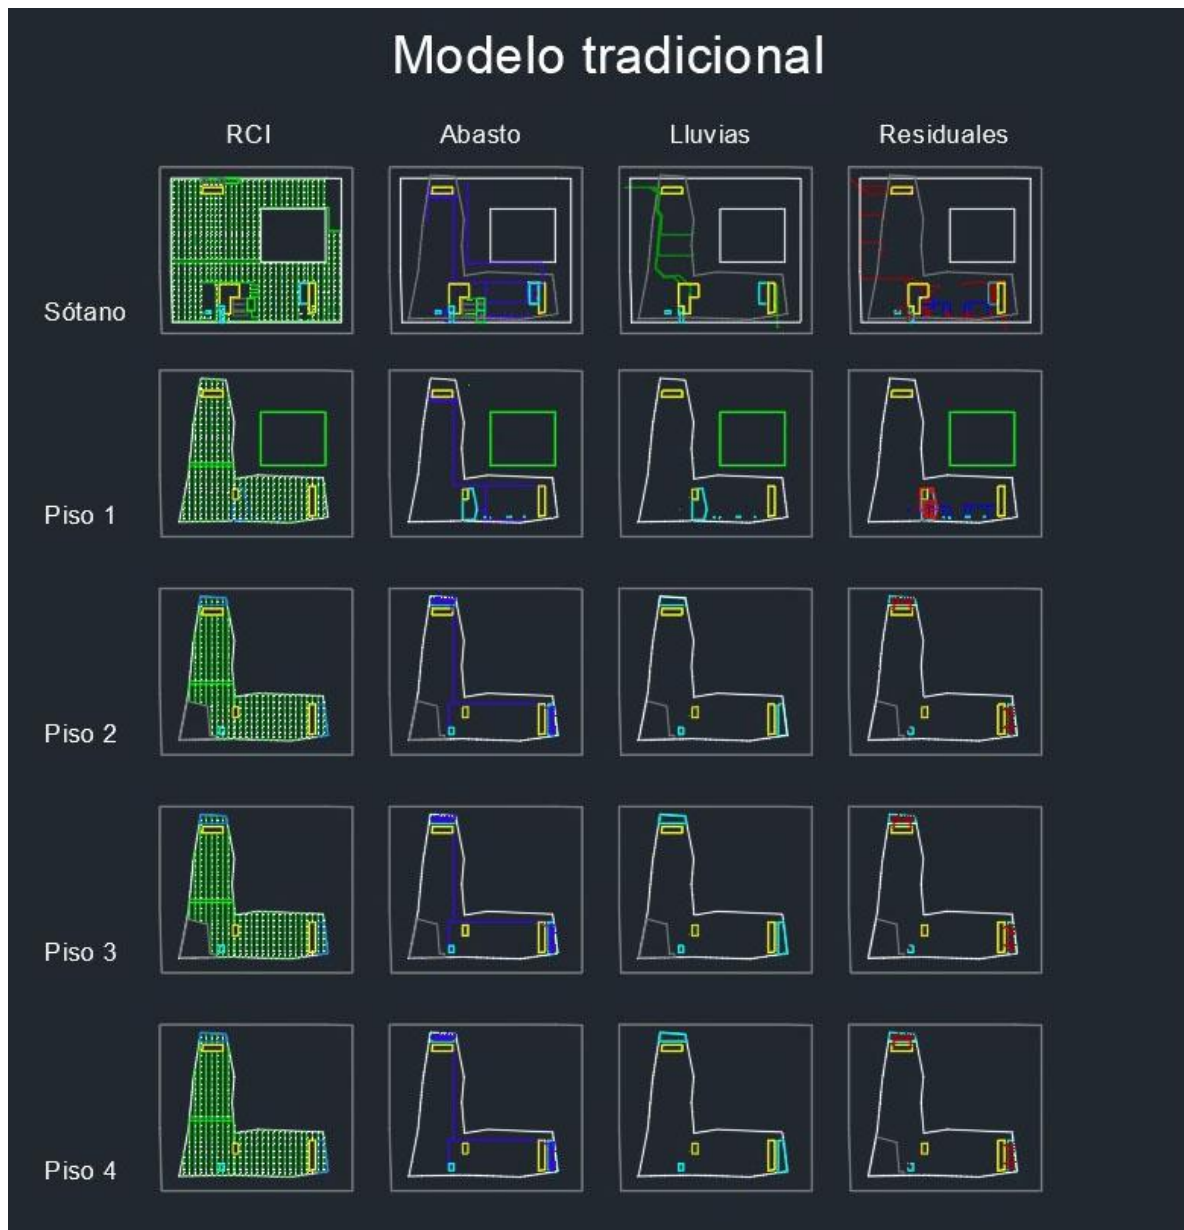 Modelo tradicional
RCI Abasto Lluvias Residuales
Sótano
Piso 1
Piso 2
Piso 3
Piso 4